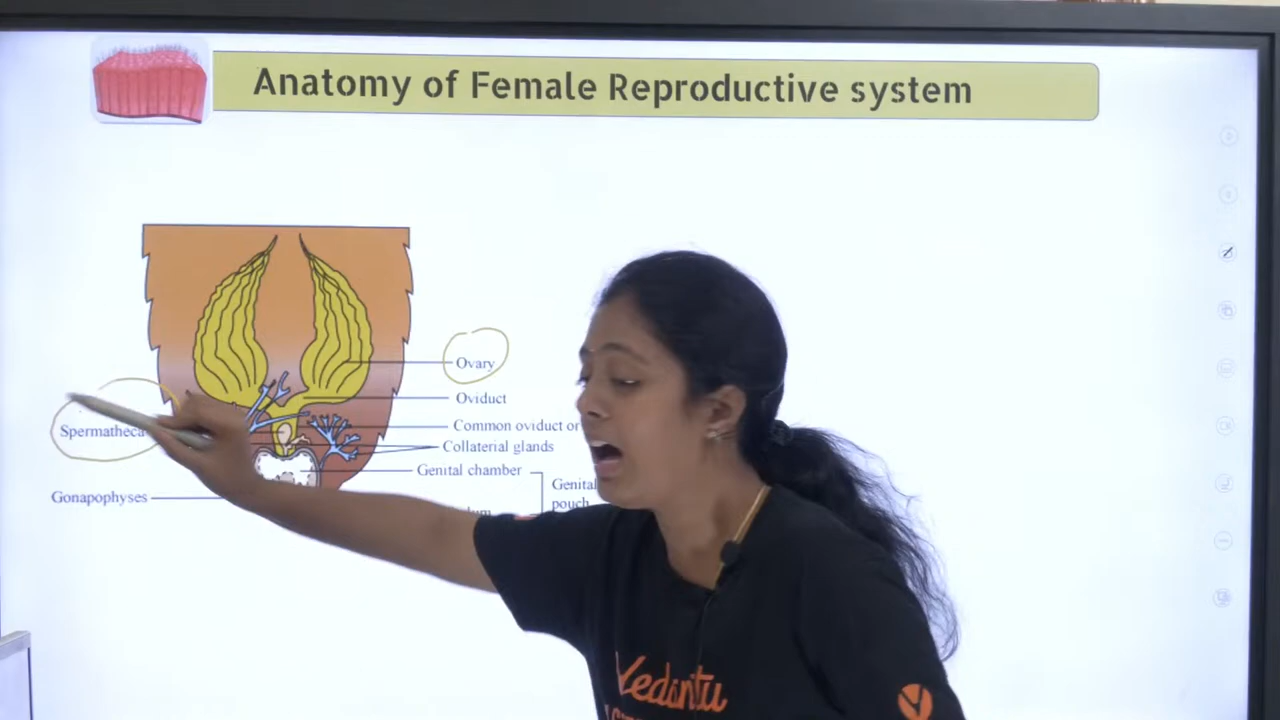 Anatomy of Female Reproductive system
Ovary
Oviduct
Common oviduct or
Spermatheca
Collaterial glands
Genital chamber
Genital
pouch
Gonapophyses
Vedantu